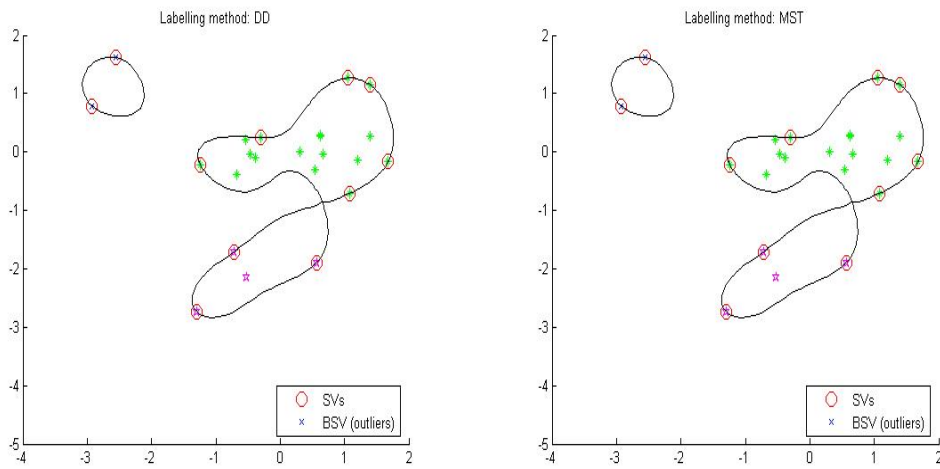 Labelling method: DD
2
1
0
-1
-2
-3
-4
-5
-4 -3 -2 -1 0 1 2
SVs
BSV (outliers)
Labelling method: MST
2
1
0
-1
-2
-3
-4
-5
-4 -3 -2 -1 0 1 2
SVs
BSV (outliers)